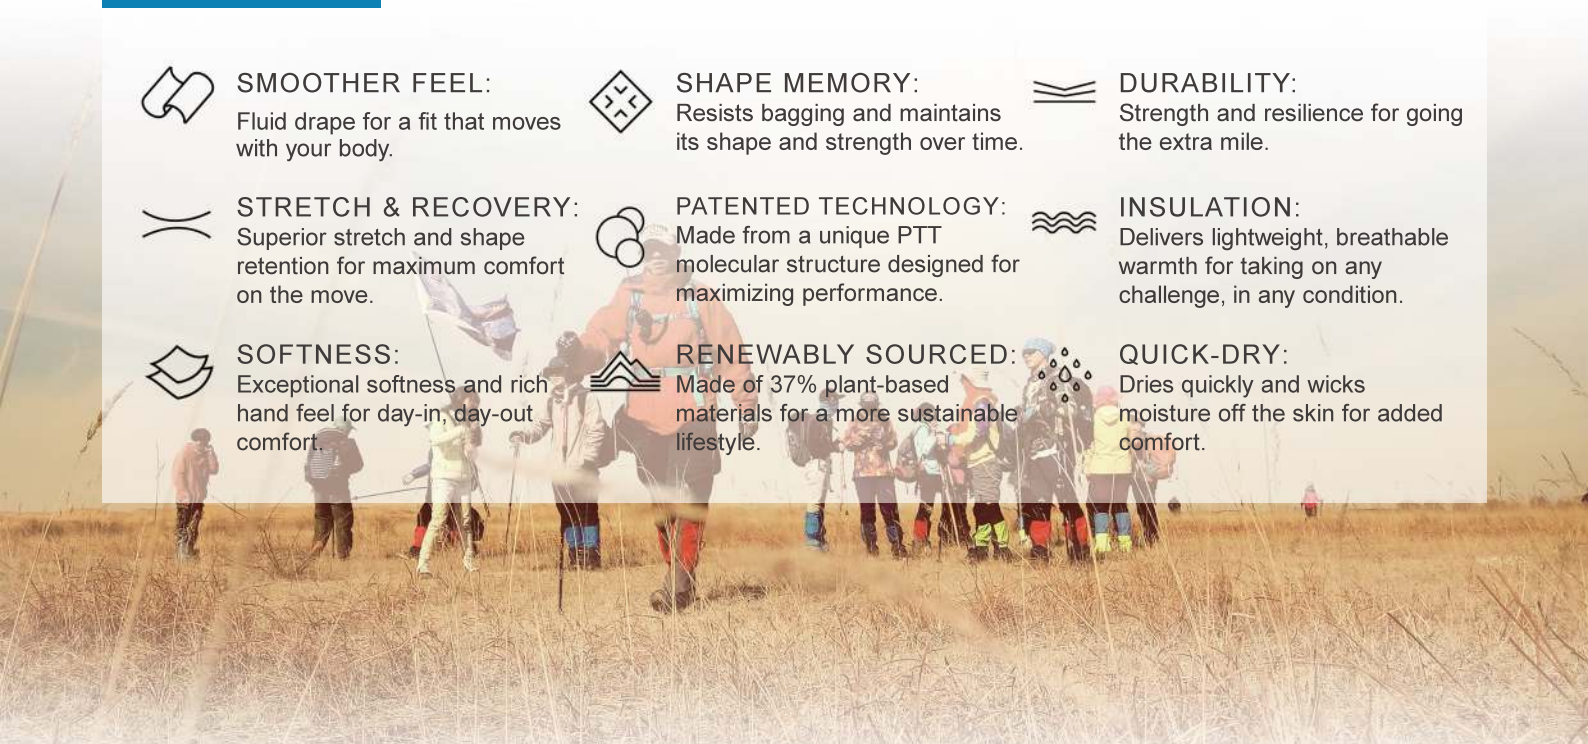 SMOOTHER FEEL:
Fluid drape for a fit that moves
with your body.
SHAPE MEMORY:
Resists bagging and maintains
its shape and strength over time.
DURABILITY:
Strength and resilience for going
the extra mile.
STRETCH & RECOVERY:
Superior stretch and shape
retention for maximum comfort
on the move.
PATENTED TECHNOLOGY:
Made from a unique PTT
molecular structure designed for
maximizing performance.
INSULATION:
Delivers lightweight, breathable
warmth for taking on any
challenge, in any condition.
SOFTNESS:
Exceptional softness and rich
hand feel for day-in, day-out
comfort.
RENEWABLY SOURCED:
Made of 37% plant-based
materials for a more sustainable
lifestyle.
QUICK-DRY:
Dries quickly and wicks
moisture off the skin for added
comfort.